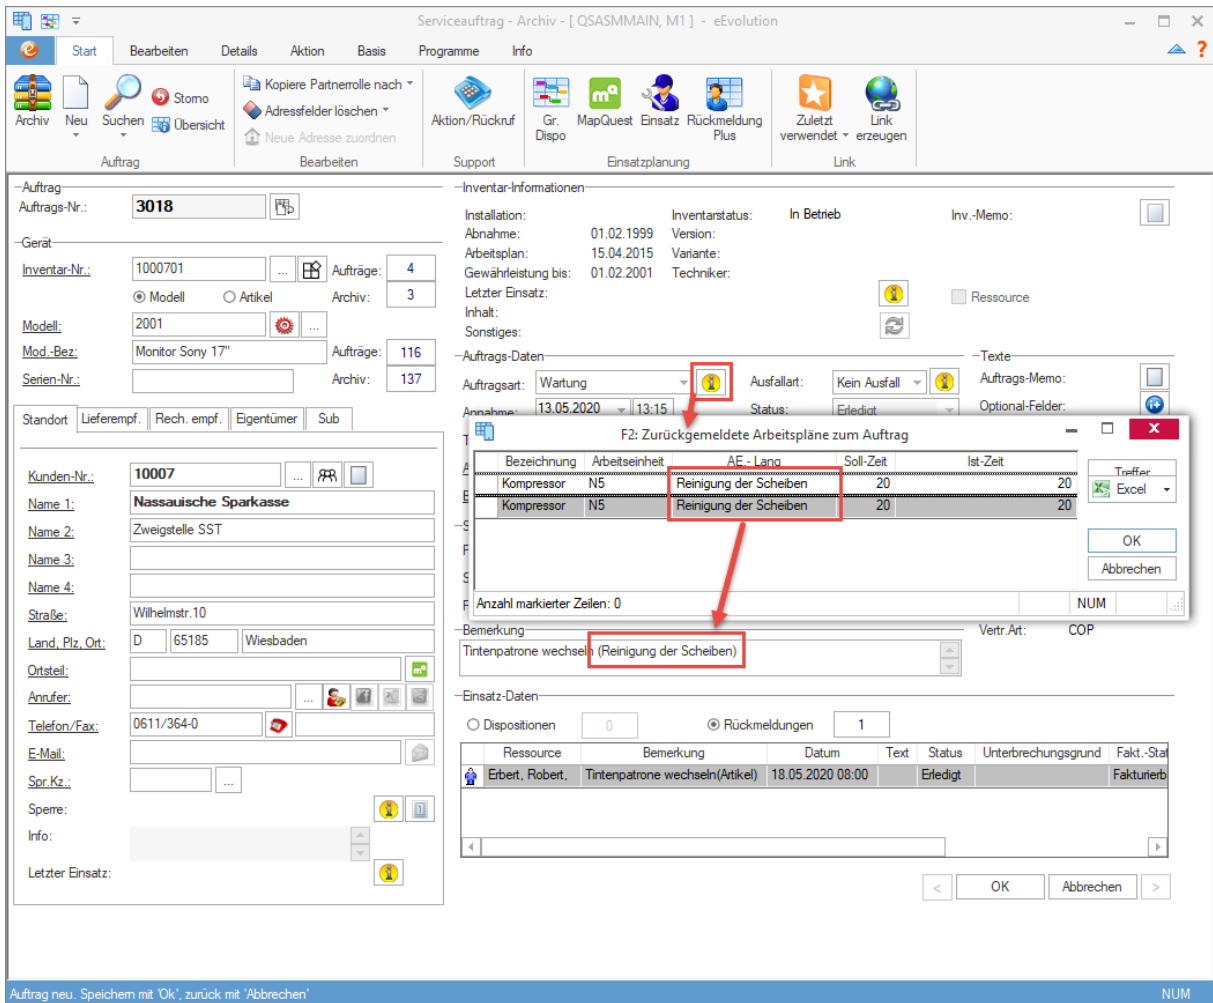 Serviceauftrag - Archiv - [ QSASMMAIN, M1 ] - eEvolution
Start Bearbeiten Details Aktion Basis Programme Info
Archiv Neu Suchen Storno Übersicht
Auftrag
Kopiere Partnerrolle nach
Adressfelder löschen
Neue Adresse zuordnen
Bearbeiten
Aktion/Rückruf
Support
Gr. Dispo MapQuest Einsatz Rückmeldung Plus
Einsatzplanung
Zuletzt verwendet Link erzeugen
Link
Auftrag
Auftrags-Nr.: 3018
Gerät
Inventar-Nr.: 1000701 ... Aufträge: 4
Modell Artikel Archiv: 3
Modell: 2001 ...
Mod.-Bez: Monitor Sony 17" Aufträge: 116
Serien-Nr.: Archiv: 137
Standort Lieferempf. Rech. empf. Eigentümer Sub
Kunden-Nr.: 10007 ...
Name 1: Nassauische Sparkasse
Name 2: Zweigstelle SST
Name 3:
Name 4:
Straße: Wilhelmstr.10
Land, Plz, Ort: D 65185 Wiesbaden
Ortsteil:
Anrufer: ...
Telefon/Fax: 0611/364-0
E-Mail:
Spr.Kz.: ...
Sperre:
Info:
Letzter Einsatz:
Inventar-Informationen
Installation: Inventarstatus: In Betrieb Inv.-Memo:
Abnahme: 01.02.1999 Version:
Arbeitsplan: 15.04.2015 Variante:
Gewährleistung bis: 01.02.2001 Techniker:
Letzter Einsatz: Ressource
Inhalt:
Sonstiges:
Auftrags-Daten Texte
Auftragsart: Wartung Ausfallart: Kein Ausfall Auftrags-Memo:
Annahme: 13.05.2020 13:15 Status: Erledigt Optional-Felder:
F2: Zurückgemeldete Arbeitspläne zum Auftrag
Bezeichnung Arbeitseinheit AE.- Lang Soll-Zeit Ist-Zeit
Kompressor N5 Reinigung der Scheiben 20 20
Kompressor N5 Reinigung der Scheiben 20 20
Treffer
Excel
OK
Abbrechen
Anzahl markierter Zeilen: 0 NUM
Bemerkung Vertr.Art: COP
Tintenpatrone wechseln (Reinigung der Scheiben)
Einsatz-Daten
Dispositionen 0 Rückmeldungen 1
Ressource Bemerkung Datum Text Status Unterbrechungsgrund Fakt.-Stat
Erbert, Robert, Tintenpatrone wechseln(Artikel) 18.05.2020 08:00 Erledigt Fakturierb
< OK Abbrechen >
Auftrag neu. Speichern mit 'Ok', zurück mit 'Abbrechen' NUM